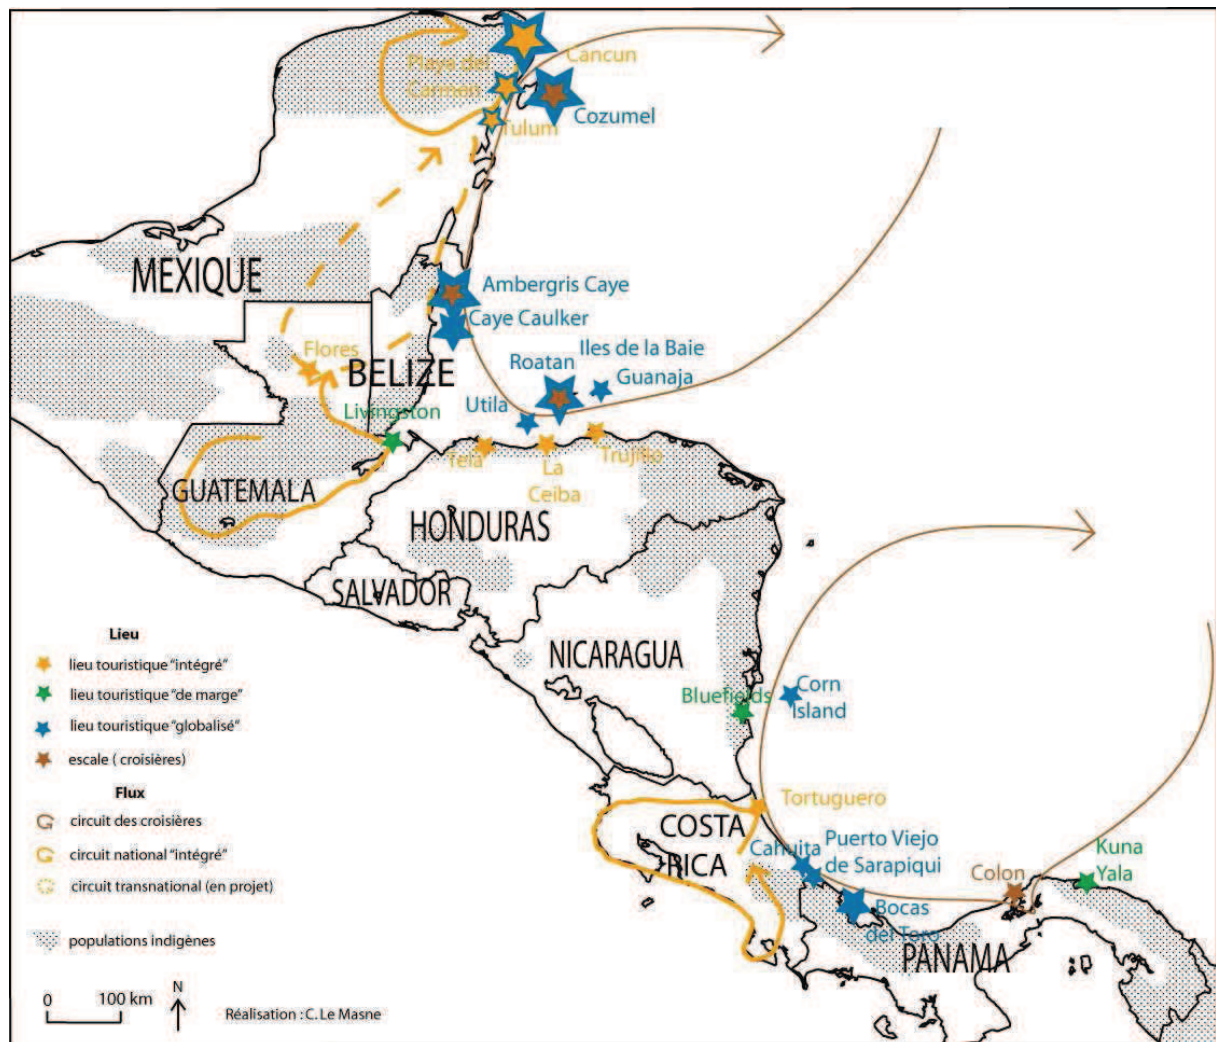 Cancun
Playa del
Carmen
Cozumel
Tulum
MEXIQUE
Ambergris Caye
Caye Caulker
Flores
BELIZE
Roatan
Iles de la Baie
Guanaja
Utila
Livingston
Tela
La
Ceiba
Trujillo
GUATEMALA
HONDURAS
SALVADOR
NICARAGUA
Bluefields
Corn
Island
Tortuguero
COSTA
RICA
Cahuita
Puerto Viejo
de Sarapiqui
Colon
Kuna
Yala
Bocas
del Toro
PANAMA
Lieu
lieu touristique "intégré"
lieu touristique "de marge"
lieu touristique "globalisé"
escale ( croisières)
Flux
circuit des croisières
circuit national "intégré"
circuit transnational (en projet)
populations indigènes
0 100 km
N
Réalisation : C. Le Masne